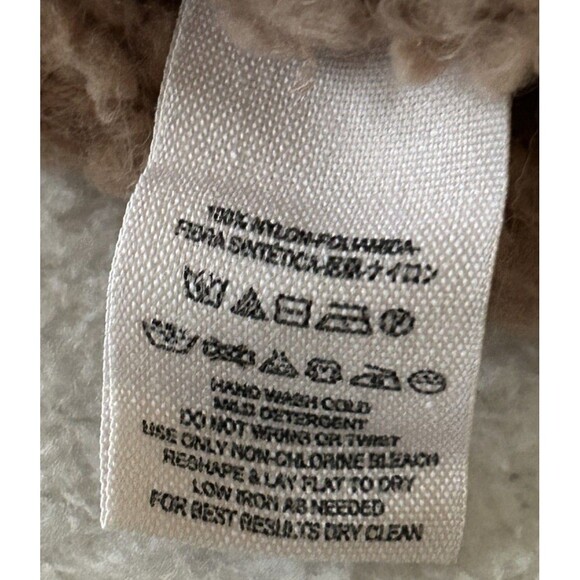 100% NYLON-POLIAMIDA-
FIBRA SINTETICA-尼龍-ナイロン
HAND WASH COLD
MILD DETERGENT
DO NOT WRING OR TWIST
USE ONLY NON-CHLORINE BLEACH
RESHAPE & LAY FLAT TO DRY
LOW IRON AS NEEDED
FOR BEST RESULTS DRY CLEAN